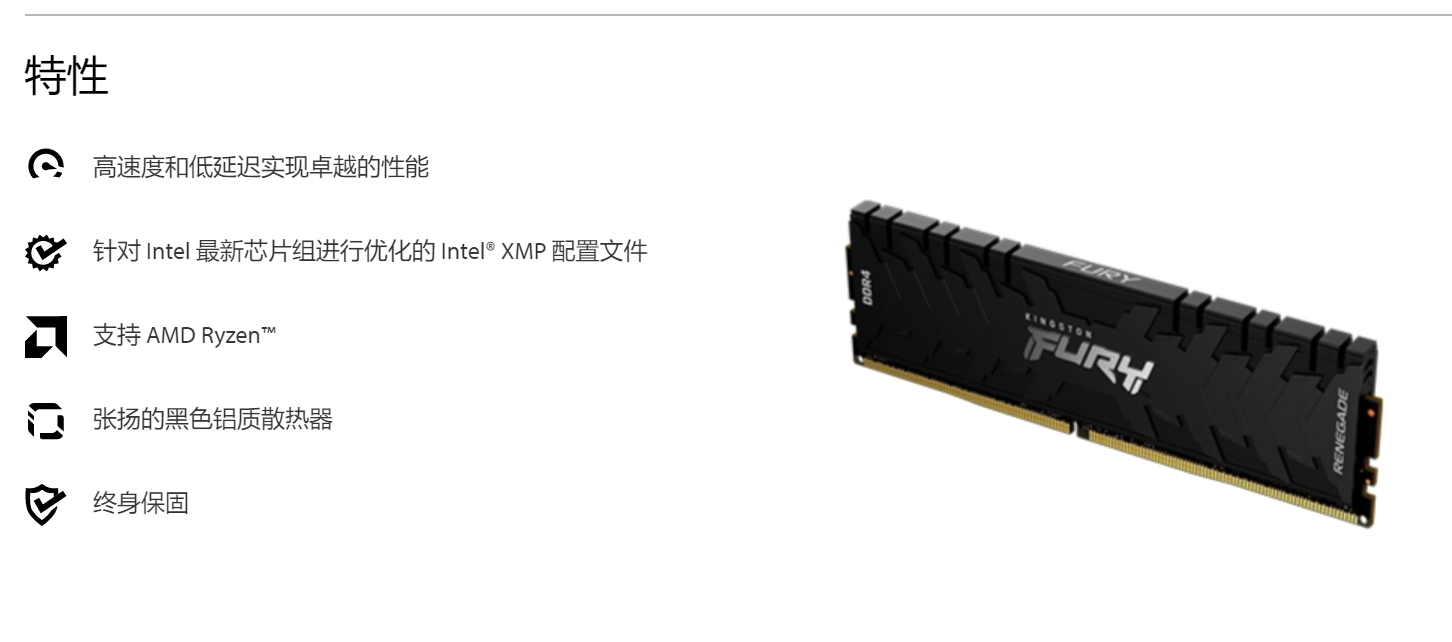 特性
高速度和低延迟实现卓越的性能
针对 Intel 最新芯片组进行优化的 Intel® XMP 配置文件
支持 AMD Ryzen™
张扬的黑色铝质散热器
终身保固
FURY
DDR4
KINGSTON
FURY
RENEGADE